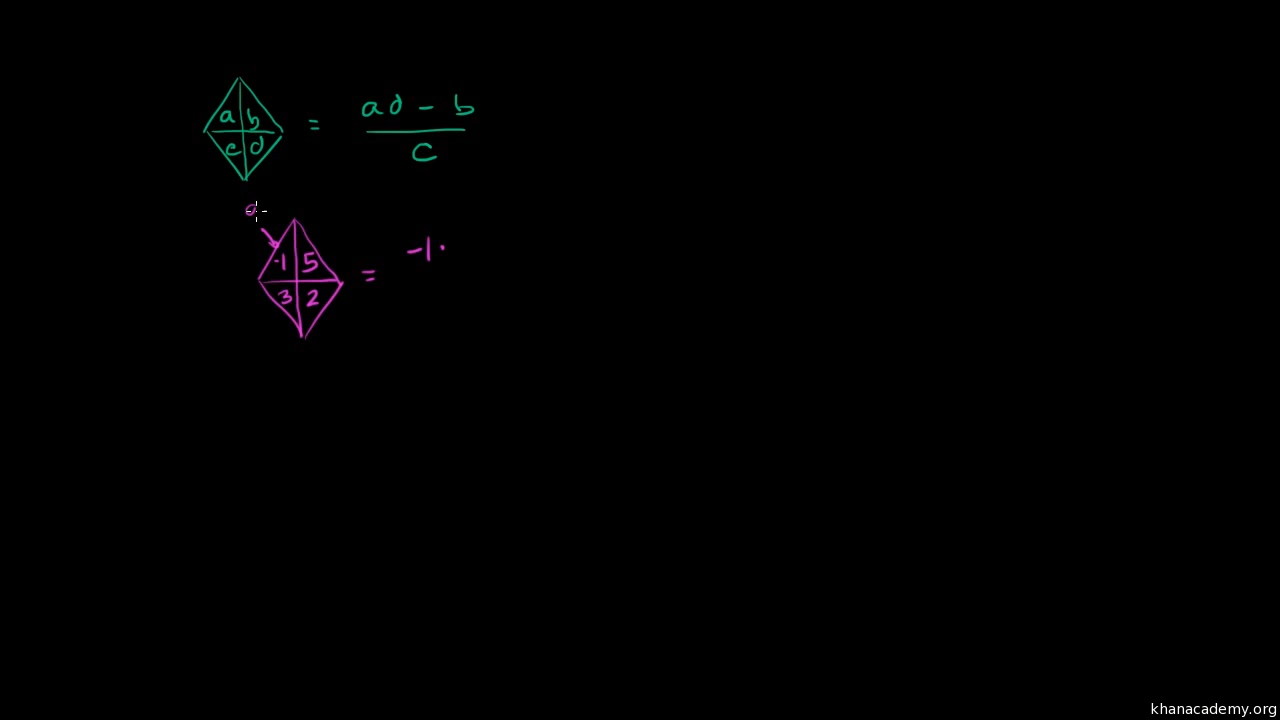 a b = ad - b
c d c
a
-1 5 = -1·
3 2
khanacademy.org